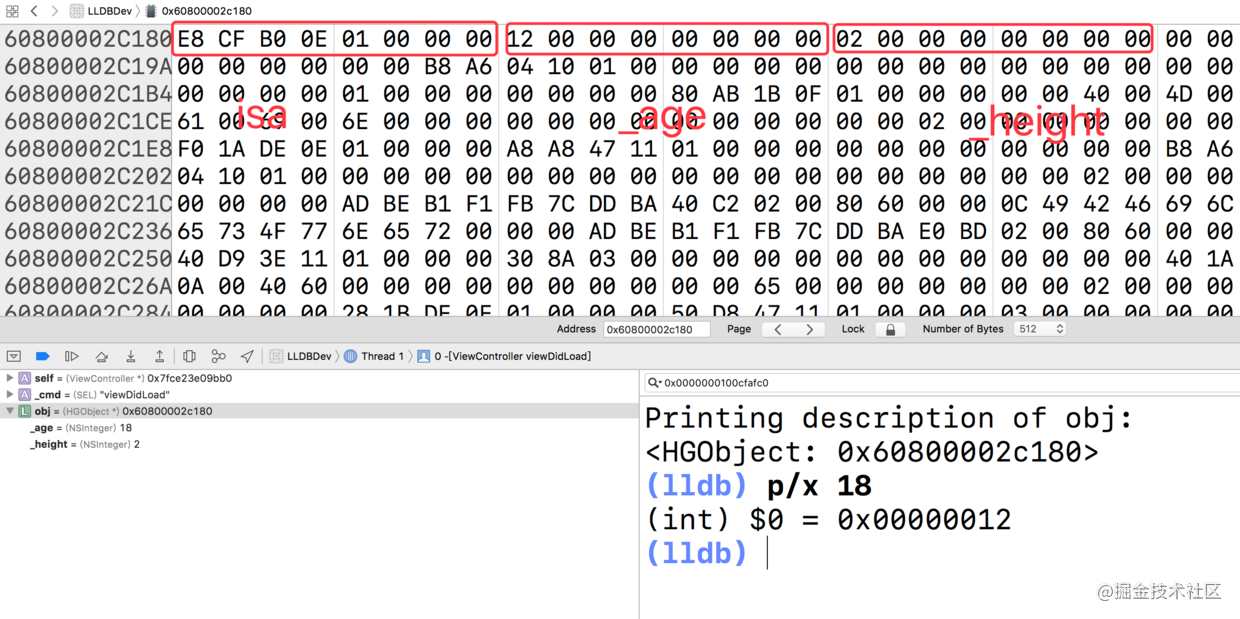 LLDBDev 0x60800002c180
60800002C180 E8 CF B0 0E 01 00 00 00 12 00 00 00 00 00 00 00 02 00 00 00 00 00 00 00 00 00
60800002C19A 00 00 00 00 00 00 B8 A6 04 10 01 00 00 00 00 00 00 00 00 00 00 00 00 00 00 00
60800002C1B4 00 00 00 00 01 00 00 00 00 00 00 00 80 AB 1B 0F 01 00 00 00 00 00 40 00 4D 00
isa _age _height
60800002C1CE 61 00 69 00 6E 00 00 00 00 00 00 00 00 00 00 00 00 00 02 00 00 00 00 00 00 00
60800002C1E8 F0 1A DE 0E 01 00 00 00 A8 A8 47 11 01 00 00 00 00 00 00 00 00 00 00 00 B8 A6
60800002C202 04 10 01 00 00 00 00 00 00 00 00 00 00 00 00 00 00 00 00 00 00 00 02 00 00 00
60800002C21C 00 00 00 00 AD BE B1 F1 FB 7C DD BA 40 C2 02 00 80 60 00 00 0C 49 42 46 69 6C
60800002C236 65 73 4F 77 6E 65 72 00 00 00 AD BE B1 F1 FB 7C DD BA E0 BD 02 00 80 60 00 00
60800002C250 40 D9 3E 11 01 00 00 00 30 8A 03 00 00 00 00 00 00 00 00 00 00 00 00 00 40 1A
60800002C26A 0A 00 40 60 00 00 00 00 00 00 00 00 00 00 65 00 00 00 00 00 00 00 02 00 00 00
60800002C284 00 00 00 00 28 1B DE 0E 01 00 00 00 50 D8 47 11 01 00 00 00 03 00 00 00 00 00
Address 0x60800002c180 Page Lock Number of Bytes 512
LLDBDev Thread 1 0 -[ViewController viewDidLoad]
A self = (ViewController *) 0x7fce23e09bb0
A _cmd = (SEL) "viewDidLoad"
L obj = (HGObject *) 0x60800002c180
_age = (NSInteger) 18
_height = (NSInteger) 2
0x0000000100cfafc0
Printing description of obj:
<HGObject: 0x60800002c180>
(lldb) p/x 18
(int) $0 = 0x00000012
(lldb)
@掘金技术社区